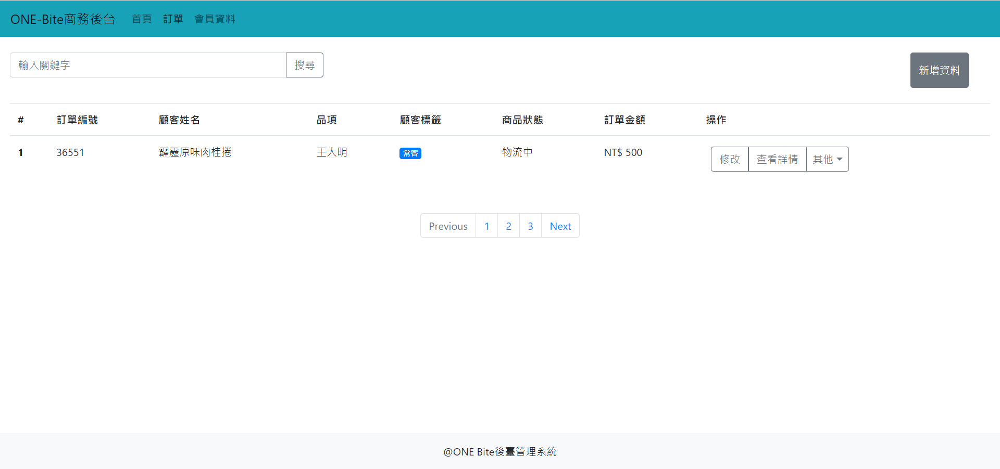 ONE-Bite商務後台 首頁 訂單 會員資料
輸入關鍵字 搜尋 新增資料
# 訂單編號 顧客姓名 品項 顧客標籤 商品狀態 訂單金額 操作
1 36551 霹靂原味肉桂捲 王大明 常客 物流中 NT$ 500 修改 查看詳情 其他
Previous 1 2 3 Next
@ONE Bite後臺管理系統